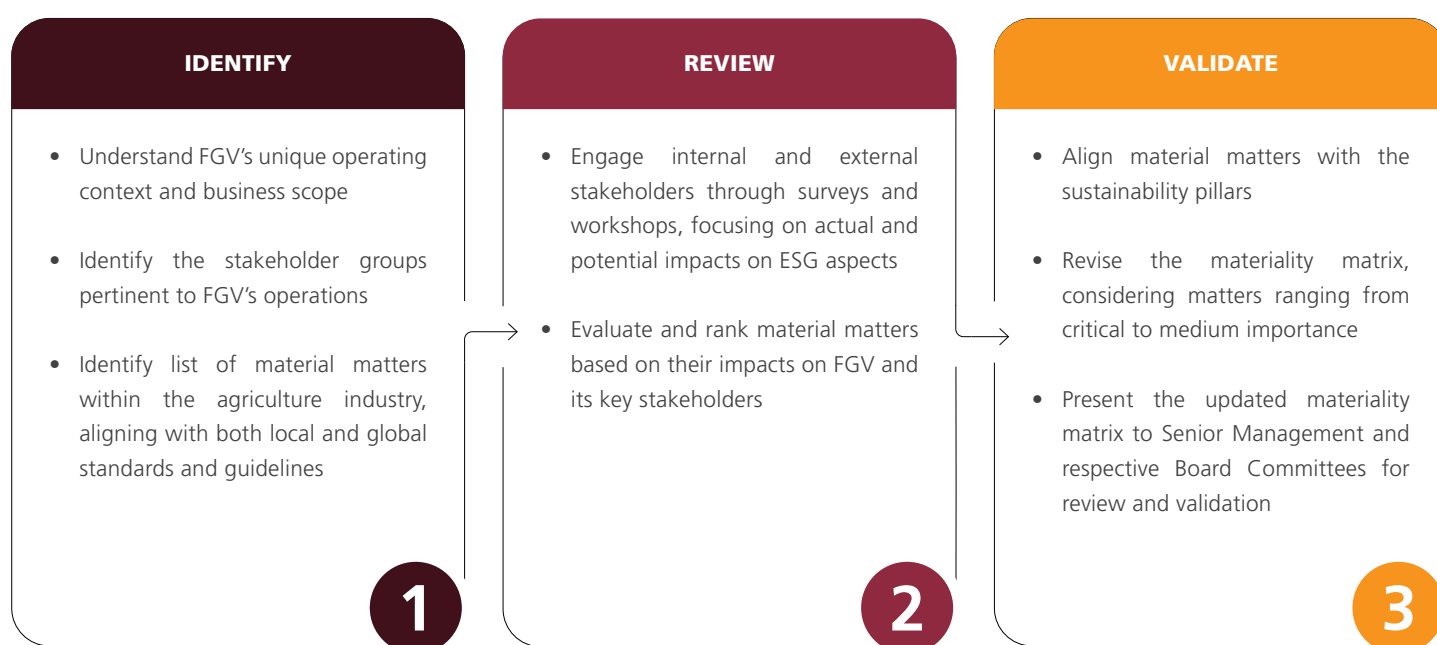 IDENTIFY
• Understand FGV’s unique operating
context and business scope
• Identify the stakeholder groups
pertinent to FGV’s operations
• Identify list of material matters
within the agriculture industry,
aligning with both local and global
standards and guidelines
1
REVIEW
• Engage internal and external
stakeholders through surveys and
workshops, focusing on actual and
potential impacts on ESG aspects
• Evaluate and rank material matters
based on their impacts on FGV and
its key stakeholders
2
VALIDATE
• Align material matters with the
sustainability pillars
• Revise the materiality matrix,
considering matters ranging from
critical to medium importance
• Present the updated materiality
matrix to Senior Management and
respective Board Committees for
review and validation
3